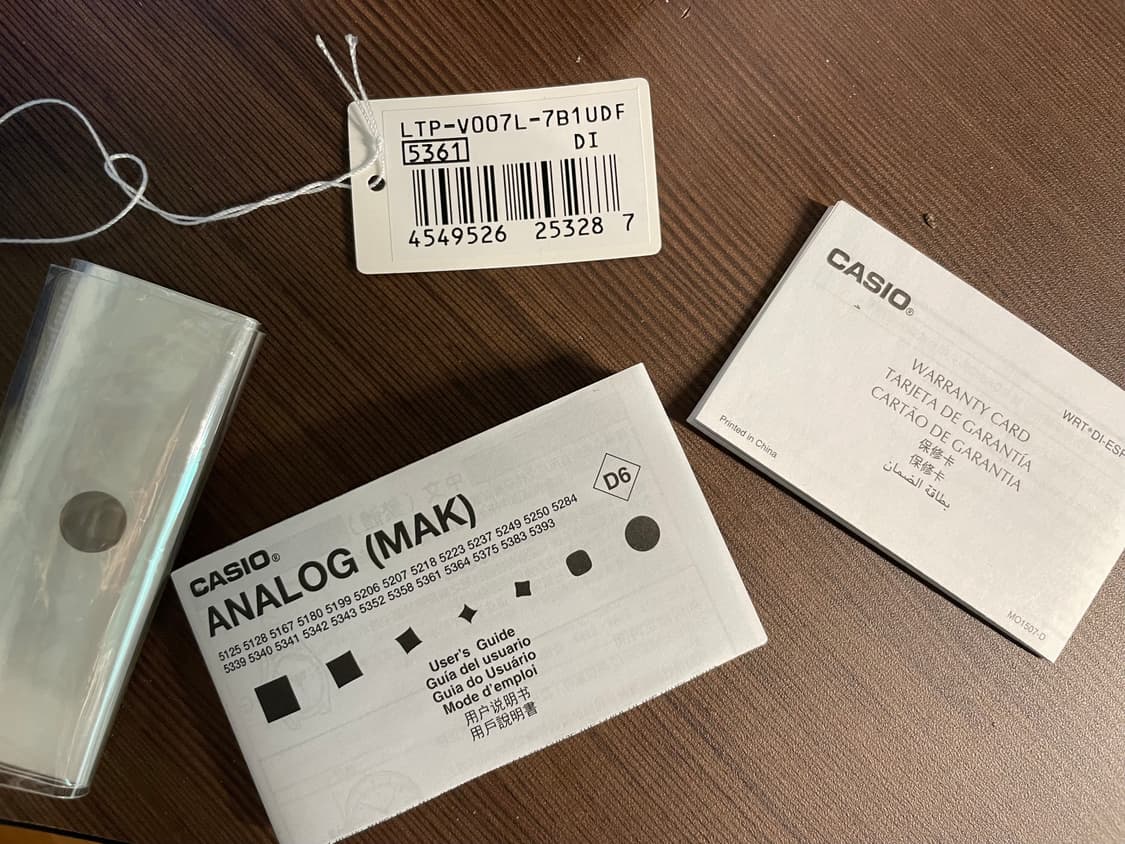 LTP-V007L-7B1UDF
5361 DI
4549526 25328 7
CASIO®
WARRANTY CARD
TARJETA DE GARANTÍA
CARTÃO DE GARANTIA
保修卡
保修卡
بطاقة الضمان
WRT*DI-ESP
Printed in China
MO1507-D
CASIO®
ANALOG (MAK)
D6
5125 5128 5167 5180 5199 5206 5207 5218 5223 5237 5249 5250 5284
5339 5340 5341 5342 5343 5352 5358 5361 5364 5375 5383 5393
User's Guide
Guía del usuario
Guia do Usuário
Mode d'emploi
用户说明书
用戶說明書